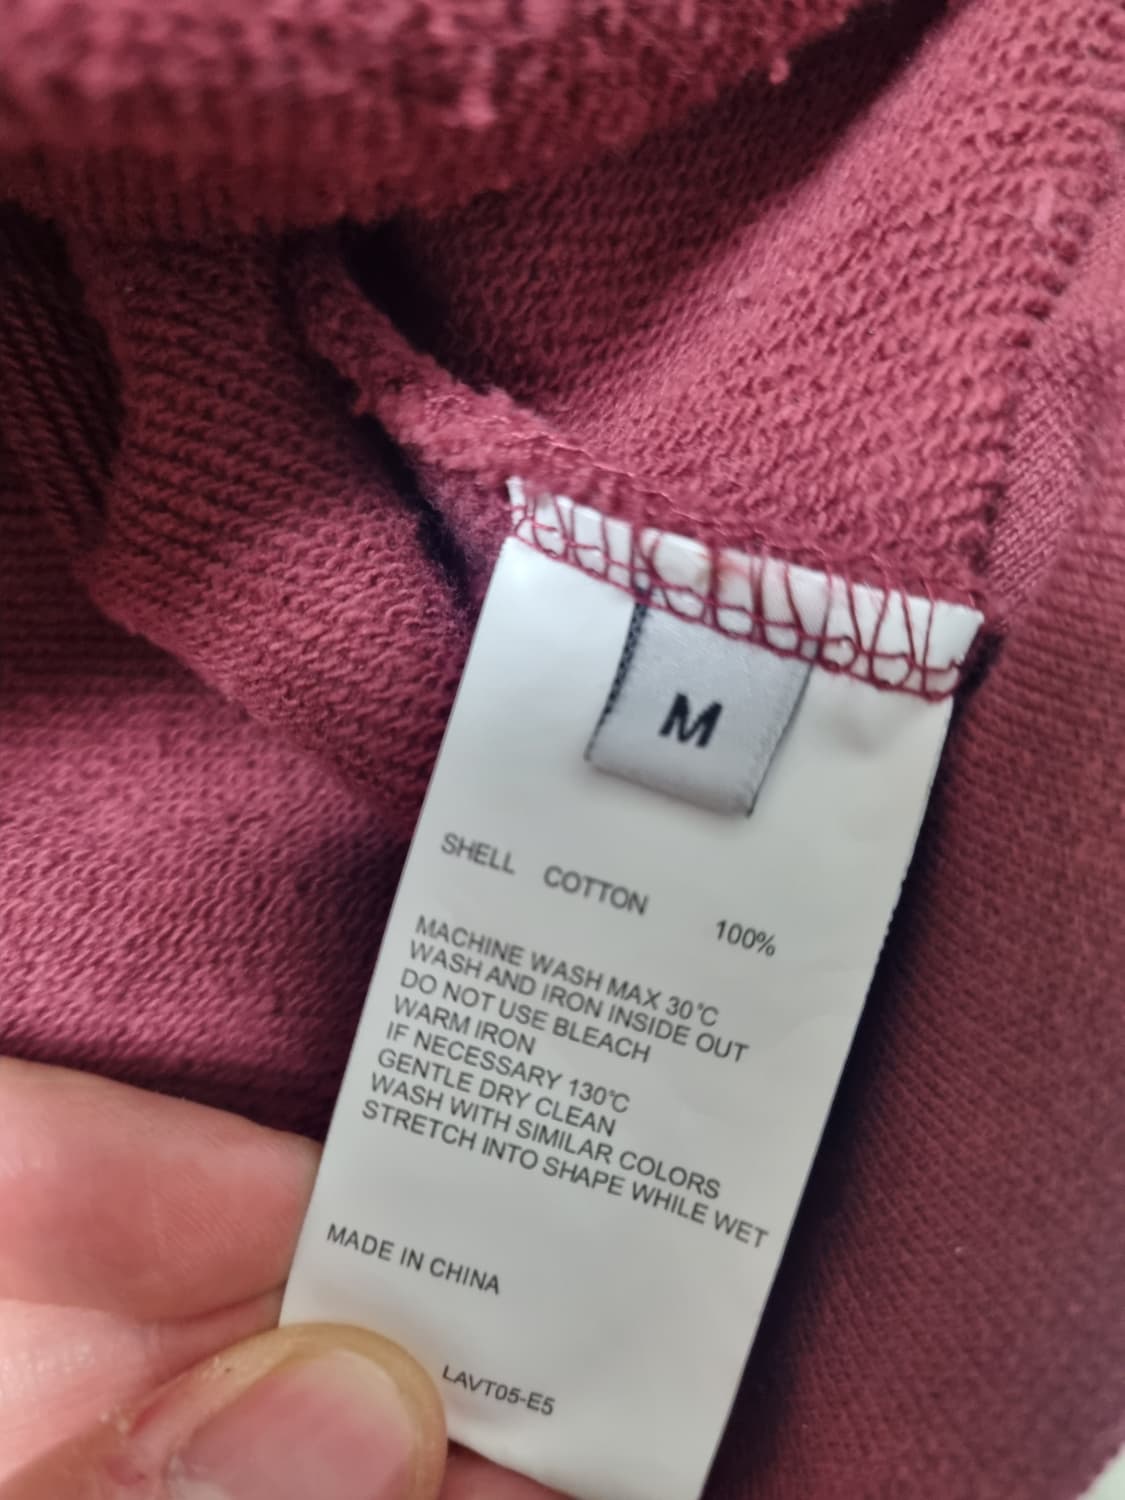 M
SHELL COTTON 100%
MACHINE WASH MAX 30°C
WASH AND IRON INSIDE OUT
DO NOT USE BLEACH
WARM IRON
IF NECESSARY 130°C
GENTLE DRY CLEAN
WASH WITH SIMILAR COLORS
STRETCH INTO SHAPE WHILE WET
MADE IN CHINA
LAVT05-E5